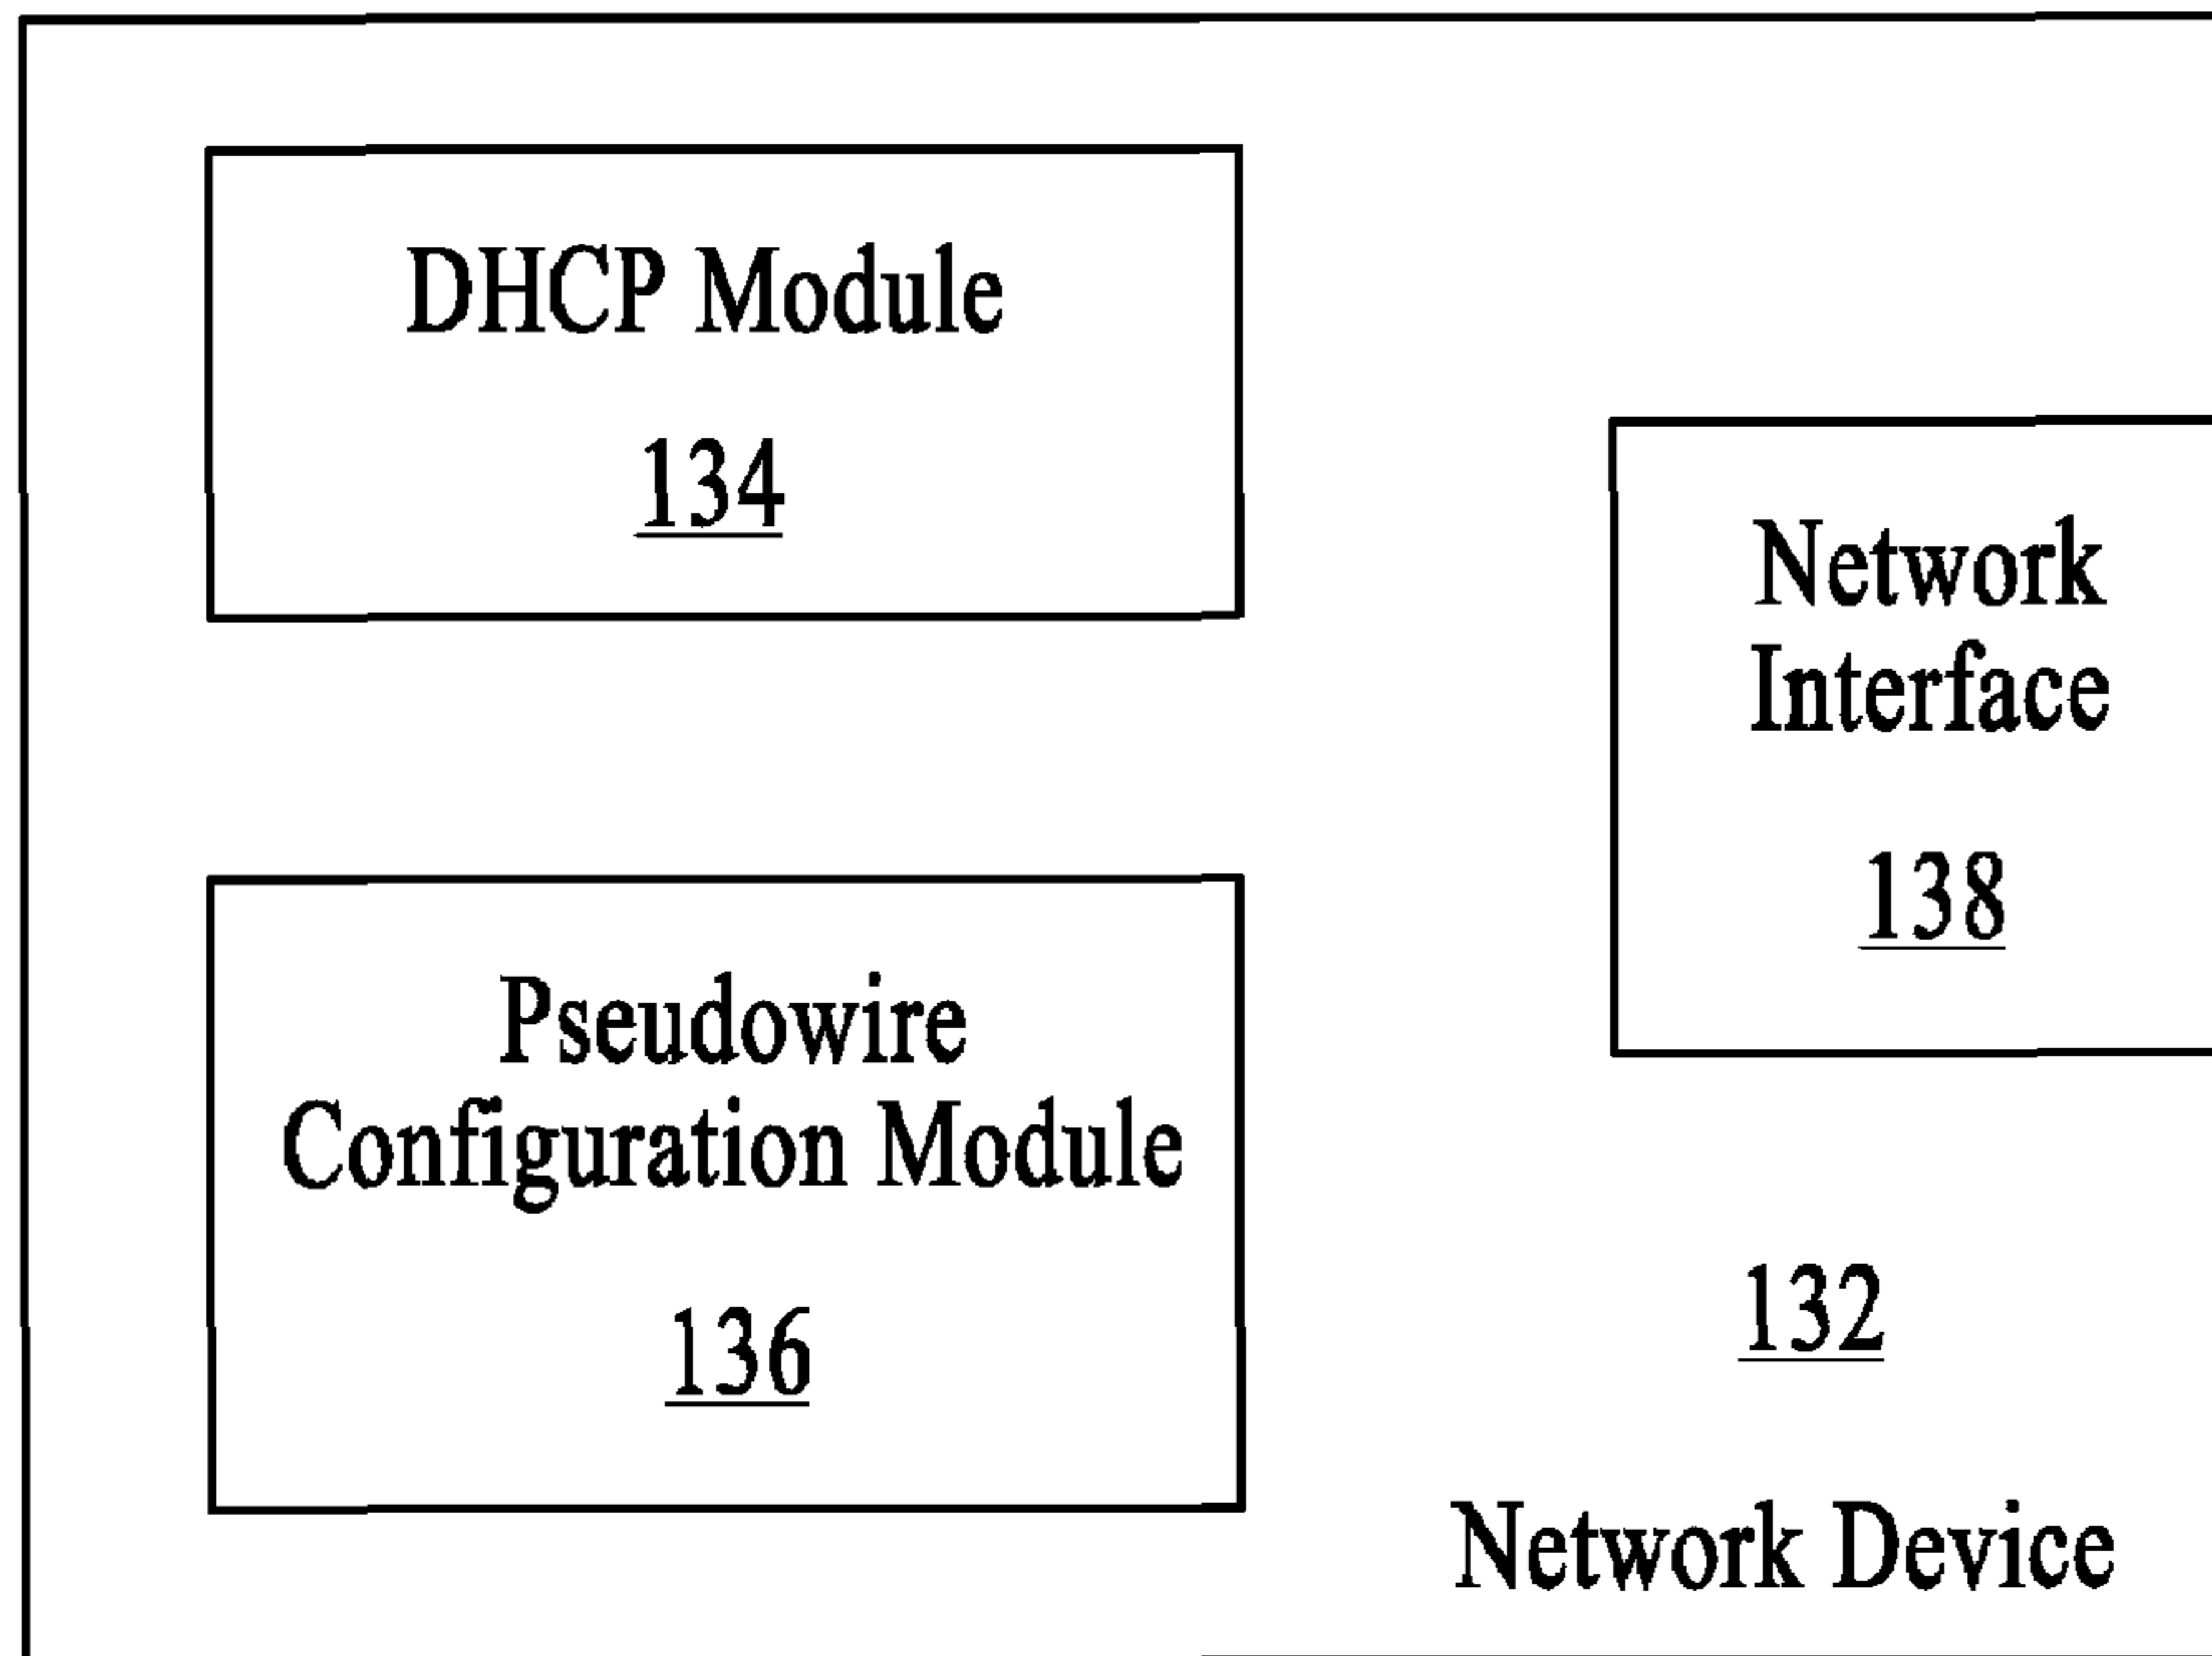 DHCP Module
134
Network
Interface
138
Pseudowire
Configuration Module
136
132
Network Device